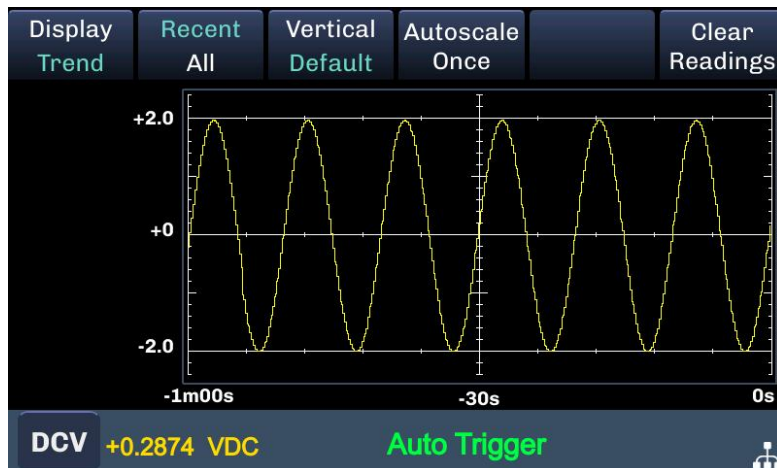 Display Recent Vertical Autoscale Clear
Trend All Default Once Readings
+2.0
+0
-2.0
-1m00s -30s 0s
DCV +0.2874 VDC Auto Trigger